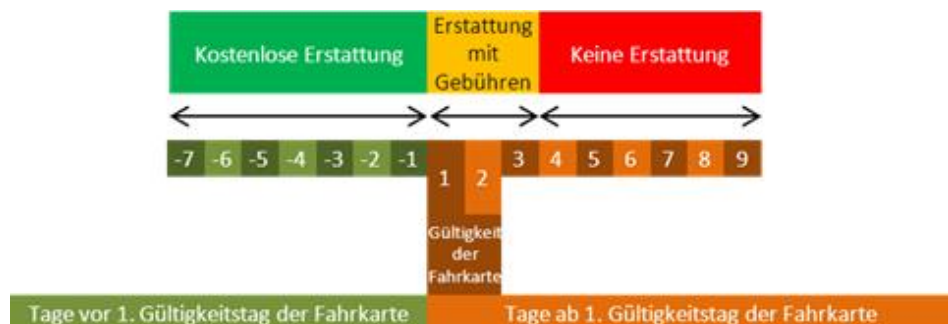 Kostenlose Erstattung
Erstattung
mit
Gebühren
Keine Erstattung
-7 -6 -5 -4 -3 -2 -1 1 2 3 4 5 6 7 8 9
Gültigkeit
der
Fahrkarte
Tage vor 1. Gültigkeitstag der Fahrkarte
Tage ab 1. Gültigkeitstag der Fahrkarte